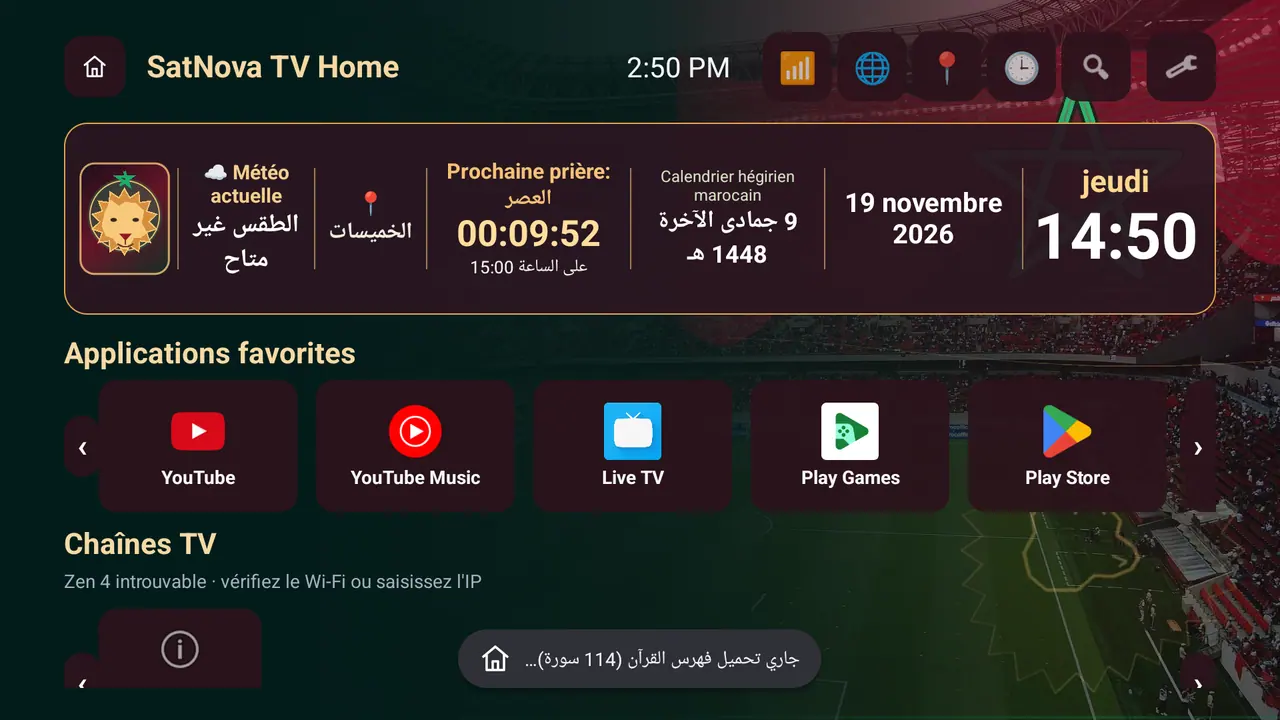 SatNova TV Home
2:50 PM
Météo
actuelle
الطقس غير
متاح
الخميسات
Prochaine prière:
العصر
00:09:52
على الساعة 15:00
Calendrier hégirien
marocain
9 جمادى الآخرة
1448 هـ
19 novembre
2026
jeudi
14:50
Applications favorites
‹
YouTube
YouTube Music
Live TV
Play Games
Play Store
›
Chaînes TV
Zen 4 introuvable · vérifiez le Wi-Fi ou saisissez l'IP
‹
جاري تحميل فهرس القرآن (114 سورة)...
›